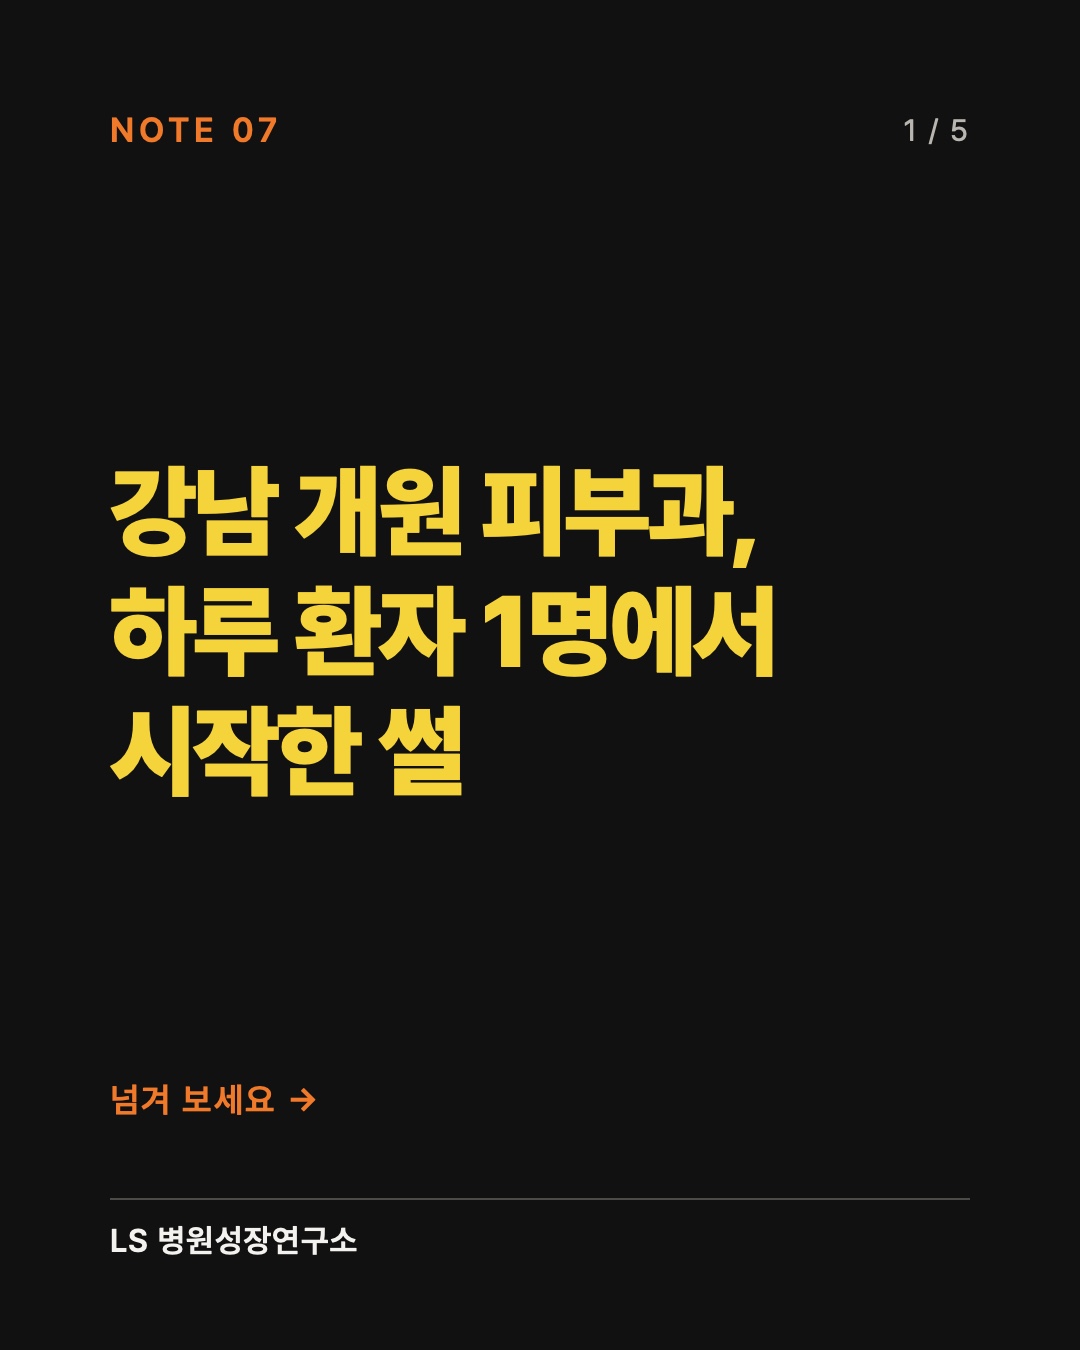 NOTE 07
1 / 5
강남 개원 피부과,
하루 환자 1명에서
시작한 썰
넘겨 보세요 →
LS 병원성장연구소